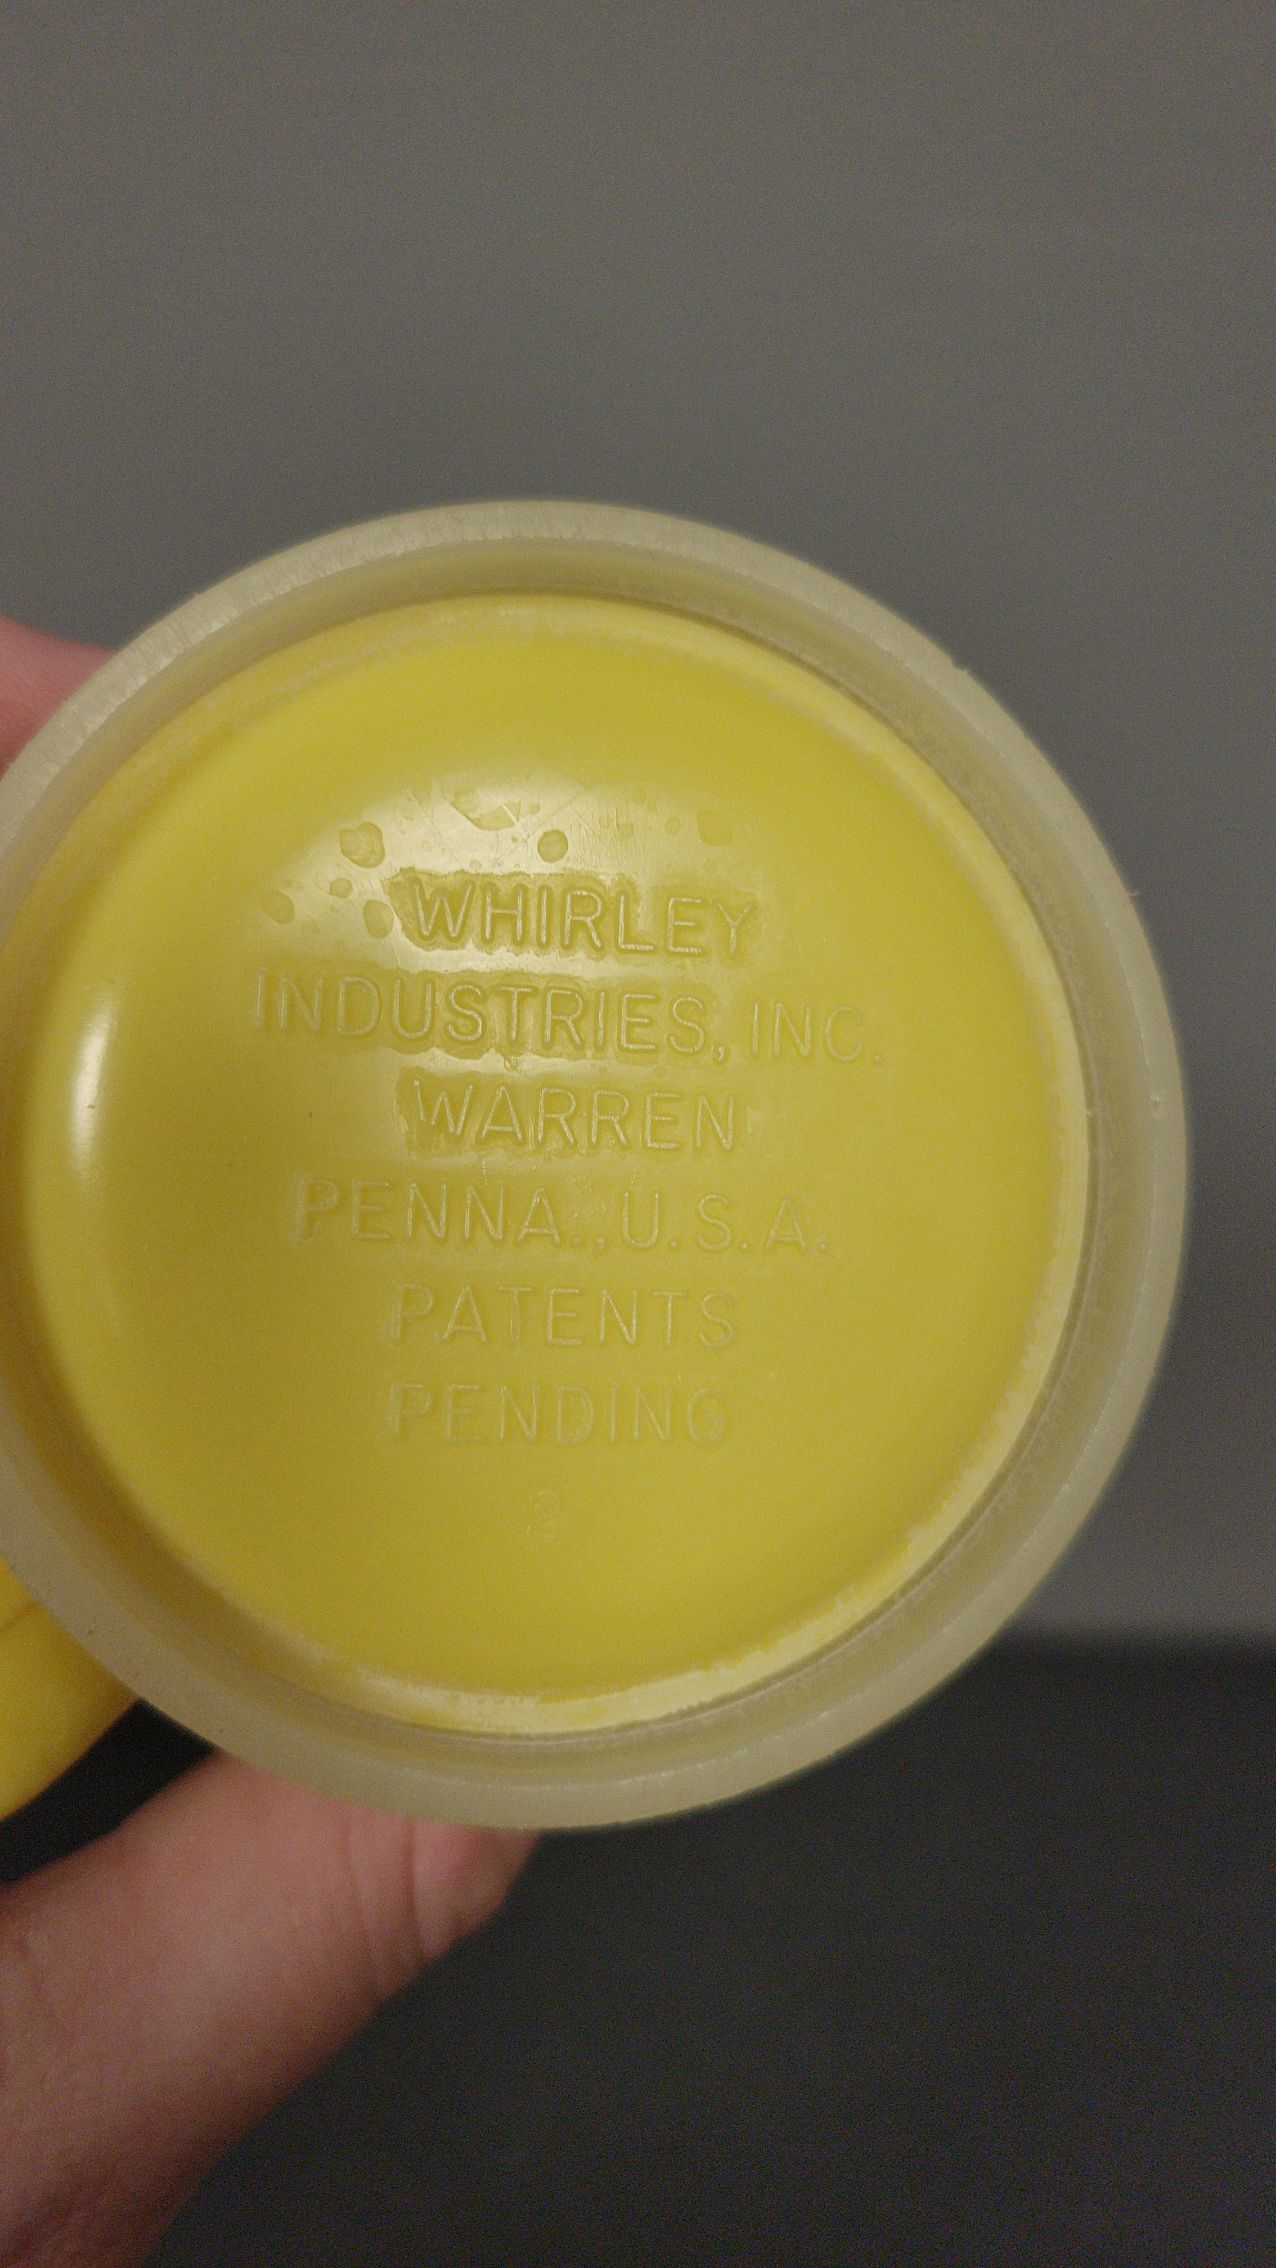 WHIRLEY
INDUSTRIES, INC.
WARREN
PENNA., U.S.A.
PATENTS
PENDING
2